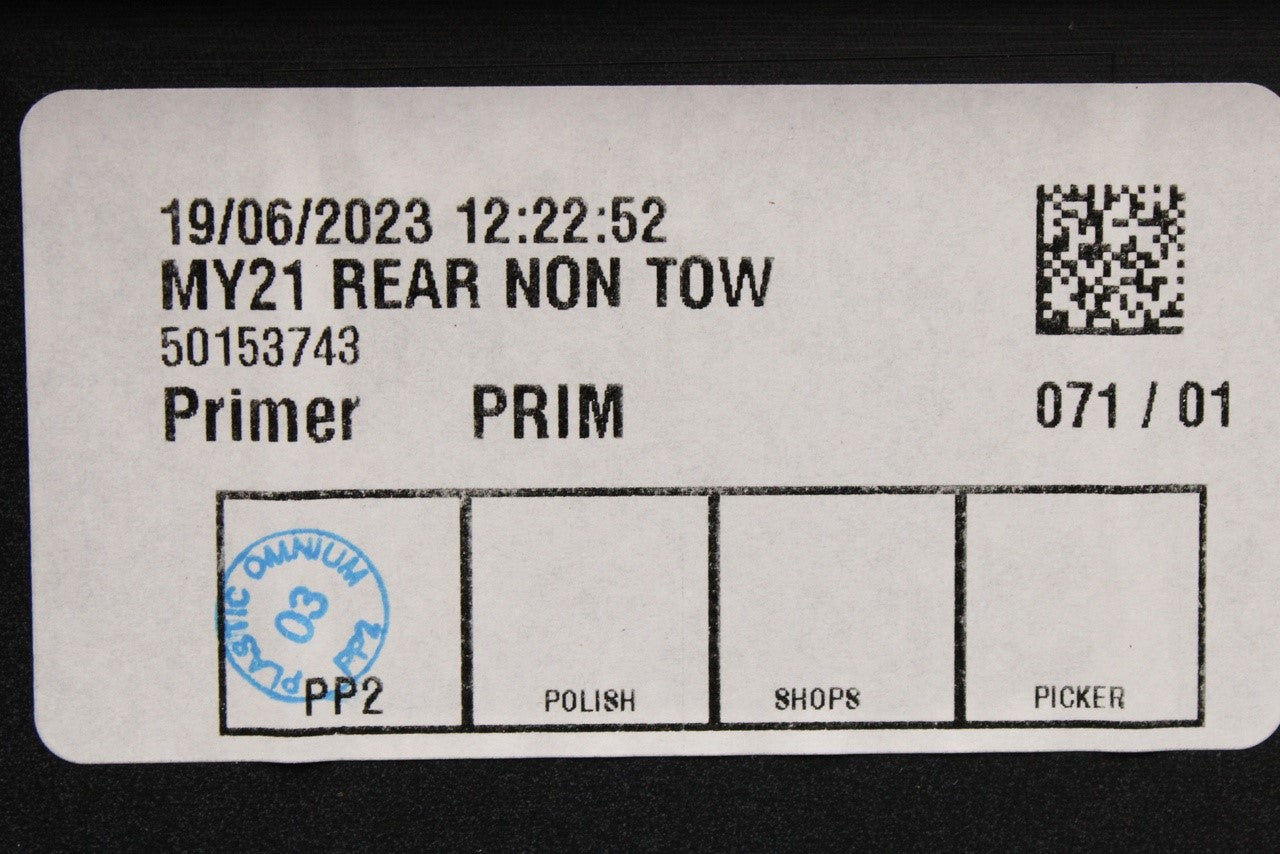 19/06/2023 12:22:52
MY21 REAR NON TOW
50153743
Primer PRIM
071 / 01
PLASTIC OMNIUM
03
PP2
PP2
POLISH
SHOPS
PICKER